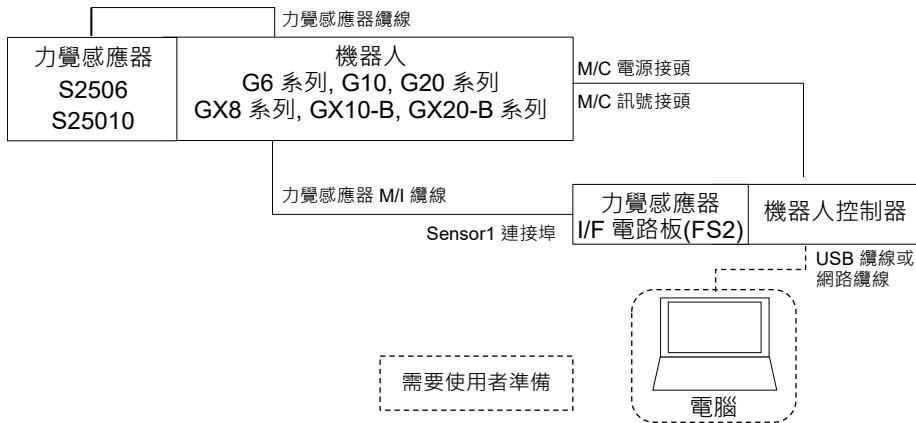 力覺感應器纜線
力覺感應器
S2506
S25010
機器人
G6 系列, G10, G20 系列
GX8 系列, GX10-B, GX20-B 系列
M/C 電源接頭
M/C 訊號接頭
力覺感應器 M/I 纜線
Sensor1 連接埠
力覺感應器
I/F 電路板(FS2)
機器人控制器
USB 纜線或
網路纜線
需要使用者準備
電腦